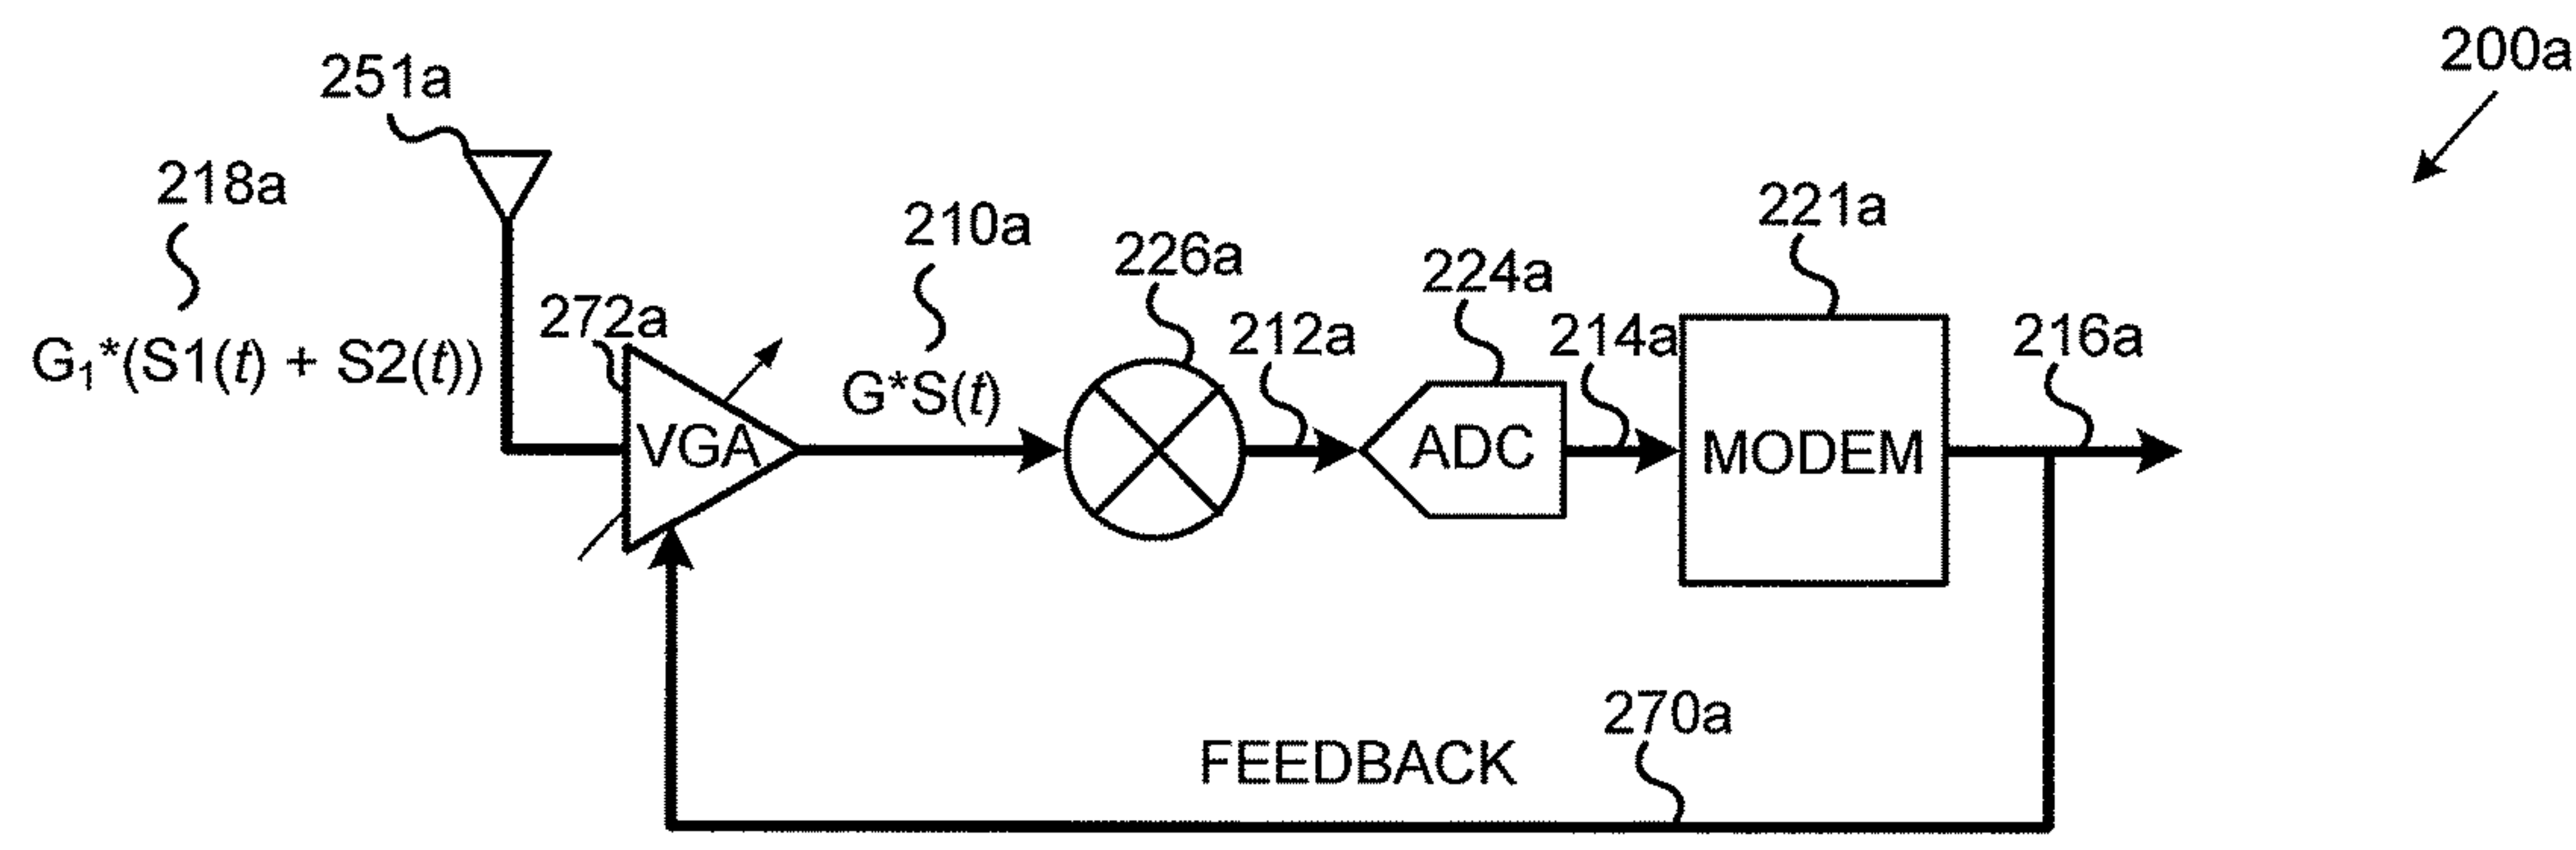 200a
251a
218a
221a
210a
226a
224a
272a
212a
214a
216a
G₁*(S1(t) + S2(t))
G*S(t)
VGA
ADC
MODEM
270a
FEEDBACK